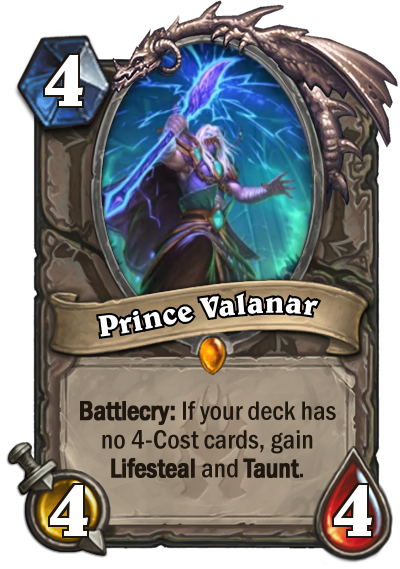 4
Prince Valanar
Battlecry: If your deck has
no 4-Cost cards, gain
Lifesteal and Taunt.
4
4